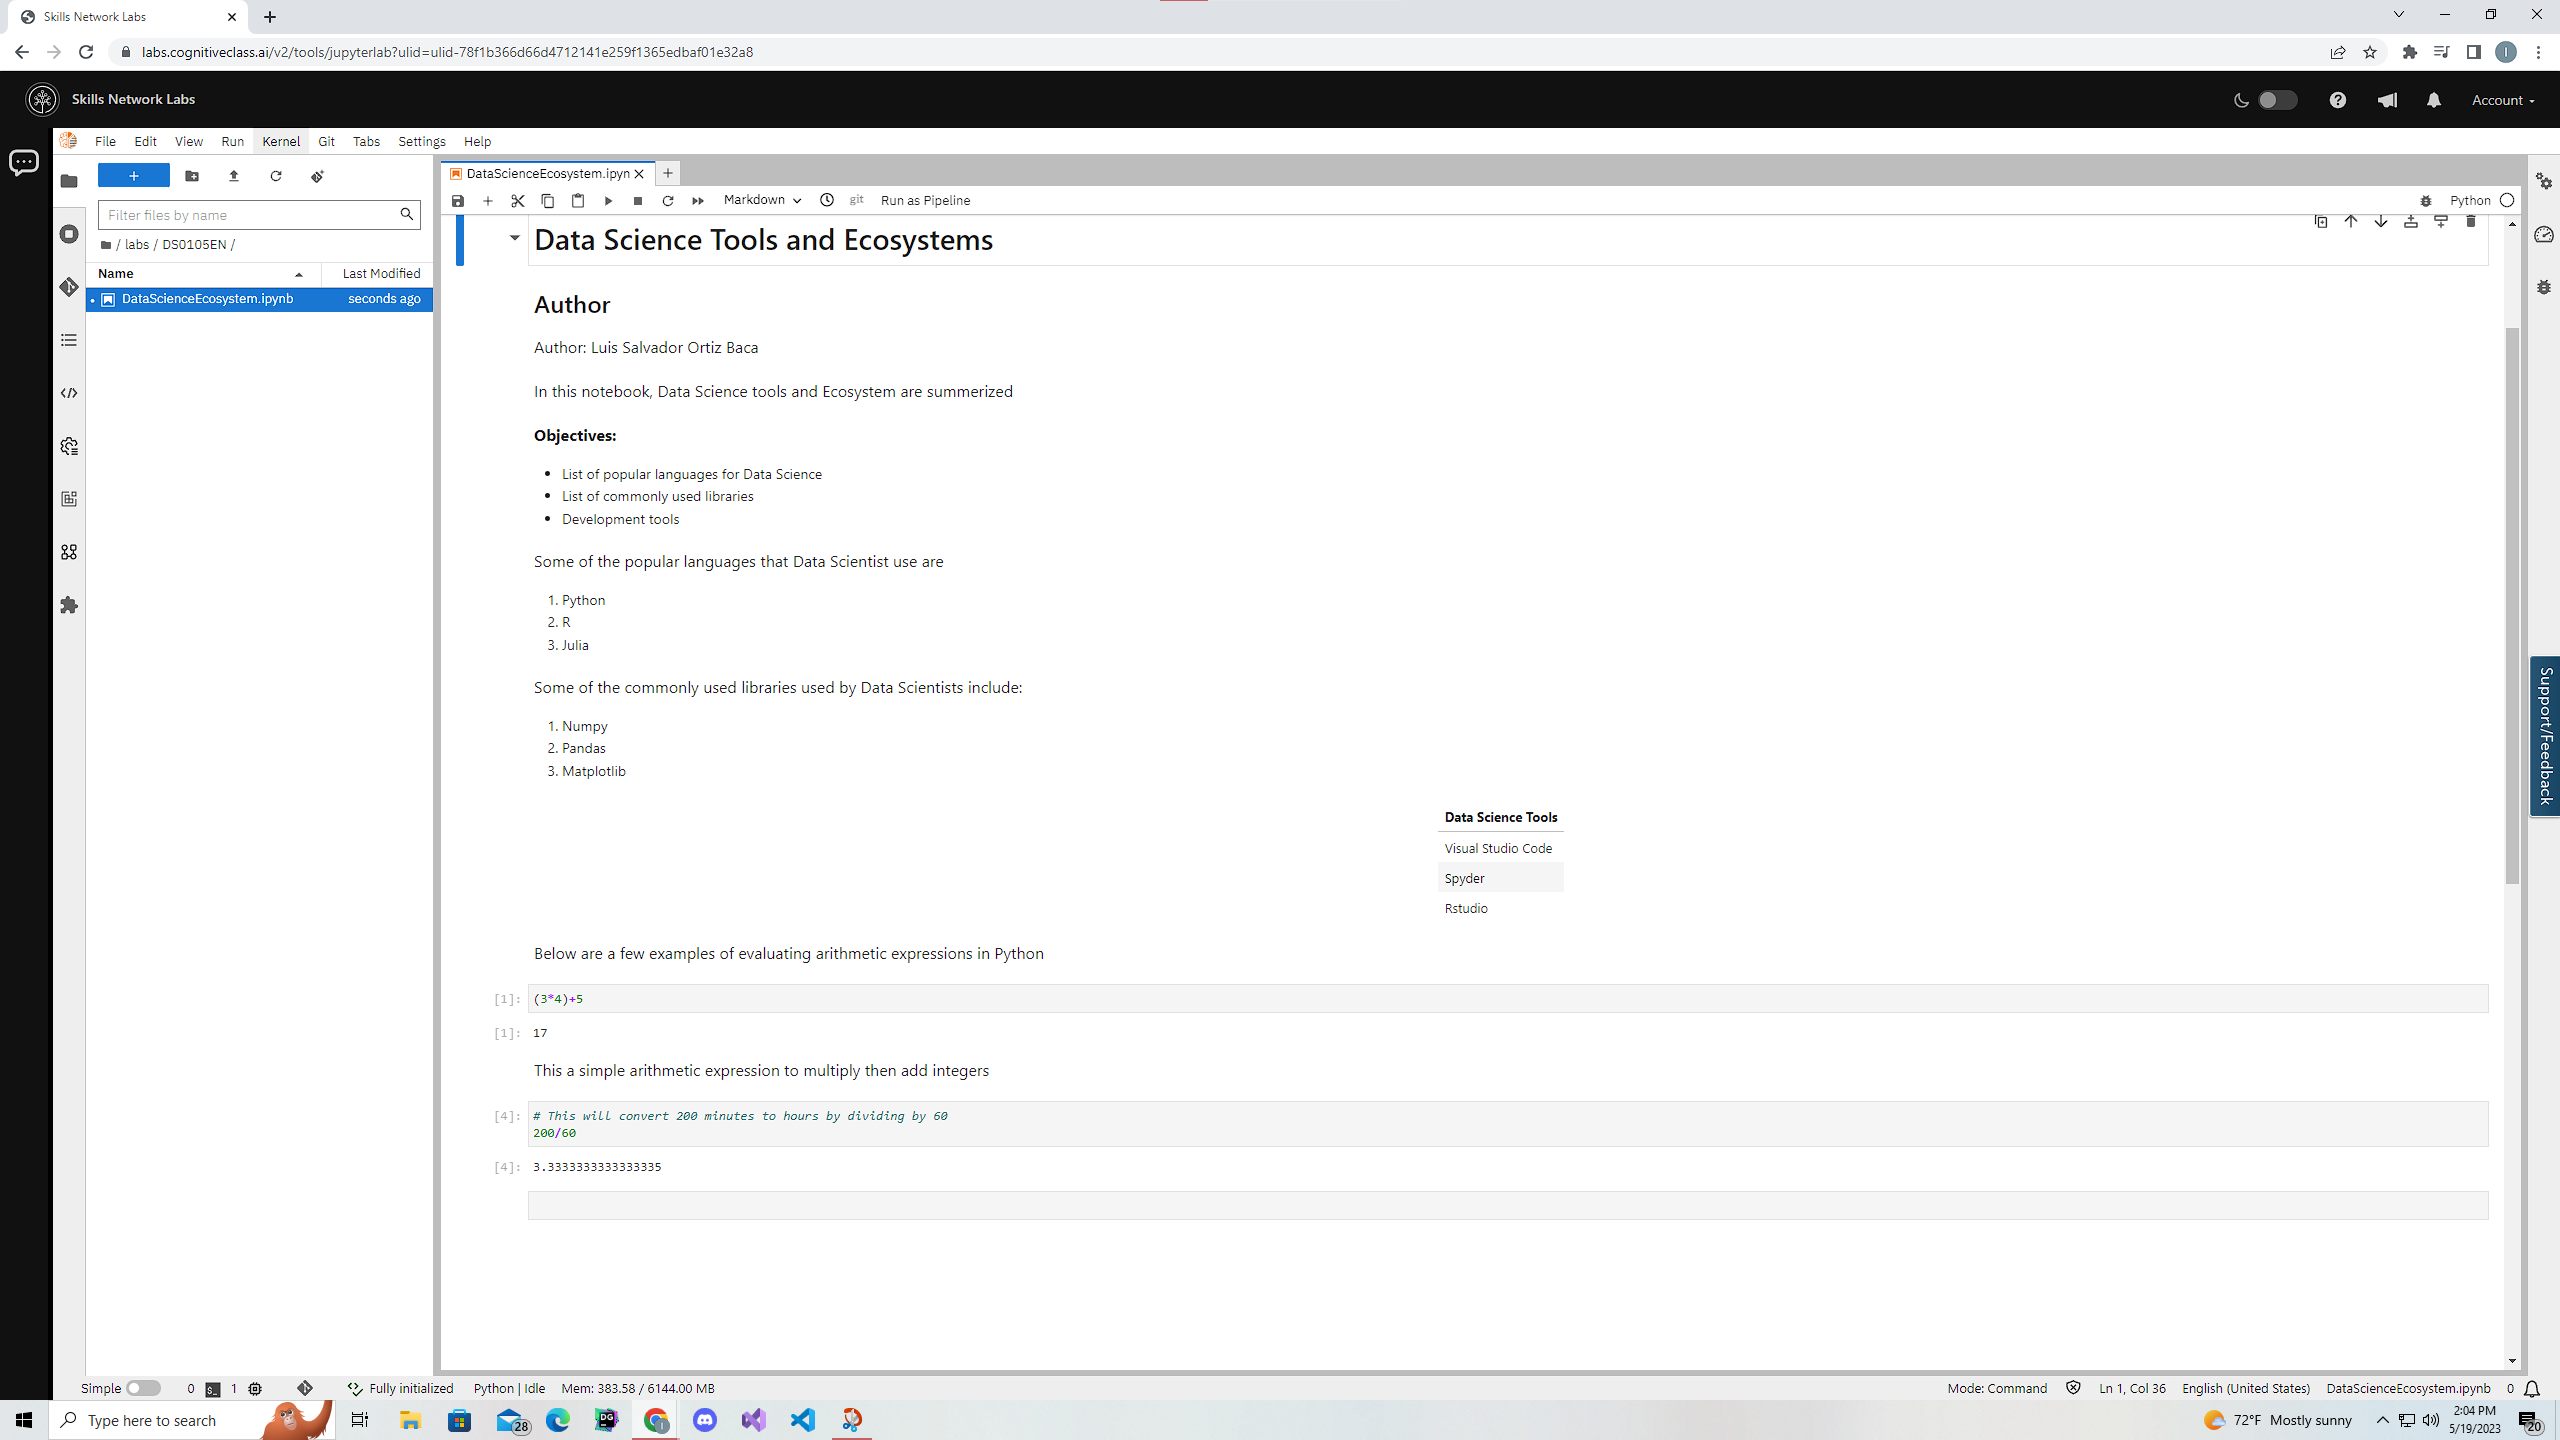 Skills Network Labs
labs.cognitiveclass.ai/v2/tools/jupyterlab?ulid=ulid-78f1b366d66d4712141e259f1365edbaf01e32a8
I
Skills Network Labs
Account
File Edit View Run Kernel Git Tabs Settings Help
DataScienceEcosystem.ipyn
Filter files by name
Markdown
git
Run as Pipeline
Python
/ labs / DS0105EN /
Name
Last Modified
DataScienceEcosystem.ipynb
seconds ago
Data Science Tools and Ecosystems
Author
Author: Luis Salvador Ortiz Baca
In this notebook, Data Science tools and Ecosystem are summerized
Objectives:
• List of popular languages for Data Science
• List of commonly used libraries
• Development tools
Some of the popular languages that Data Scientist use are
1. Python
2. R
3. Julia
Some of the commonly used libraries used by Data Scientists include:
1. Numpy
2. Pandas
3. Matplotlib
Data Science Tools
Visual Studio Code
Spyder
Rstudio
Below are a few examples of evaluating arithmetic expressions in Python
[1]: (3*4)+5
[1]: 17
This a simple arithmetic expression to multiply then add integers
[4]: # This will convert 200 minutes to hours by dividing by 60
200/60
[4]: 3.3333333333333335
Support/Feedback
Simple 0 $_ 1 Fully initialized Python | Idle Mem: 383.58 / 6144.00 MB
Mode: Command Ln 1, Col 36 English (United States) DataScienceEcosystem.ipynb 0
Type here to search
28
DG
I
72°F Mostly sunny
2:04 PM
5/19/2023
20